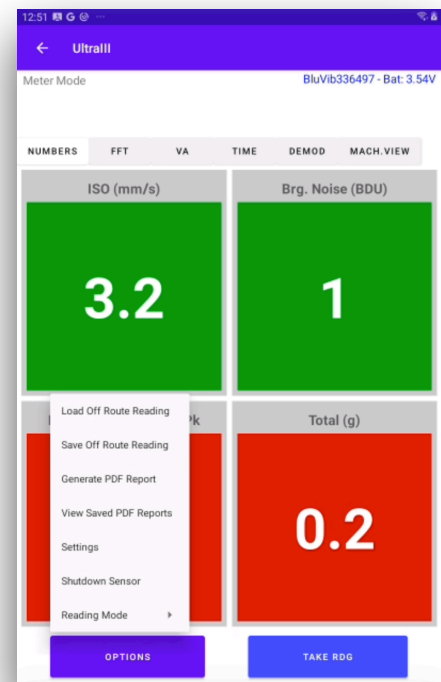 12:51 G
UltraIII
Meter Mode
BluVib336497 - Bat: 3.54V
NUMBERS FFT VA TIME DEMOD MACH.VIEW
ISO (mm/s) Brg. Noise (BDU)
3.2 1
Total (g)
0.2
Load Off Route Reading
Save Off Route Reading
Generate PDF Report
View Saved PDF Reports
Settings
Shutdown Sensor
Reading Mode
OPTIONS TAKE RDG